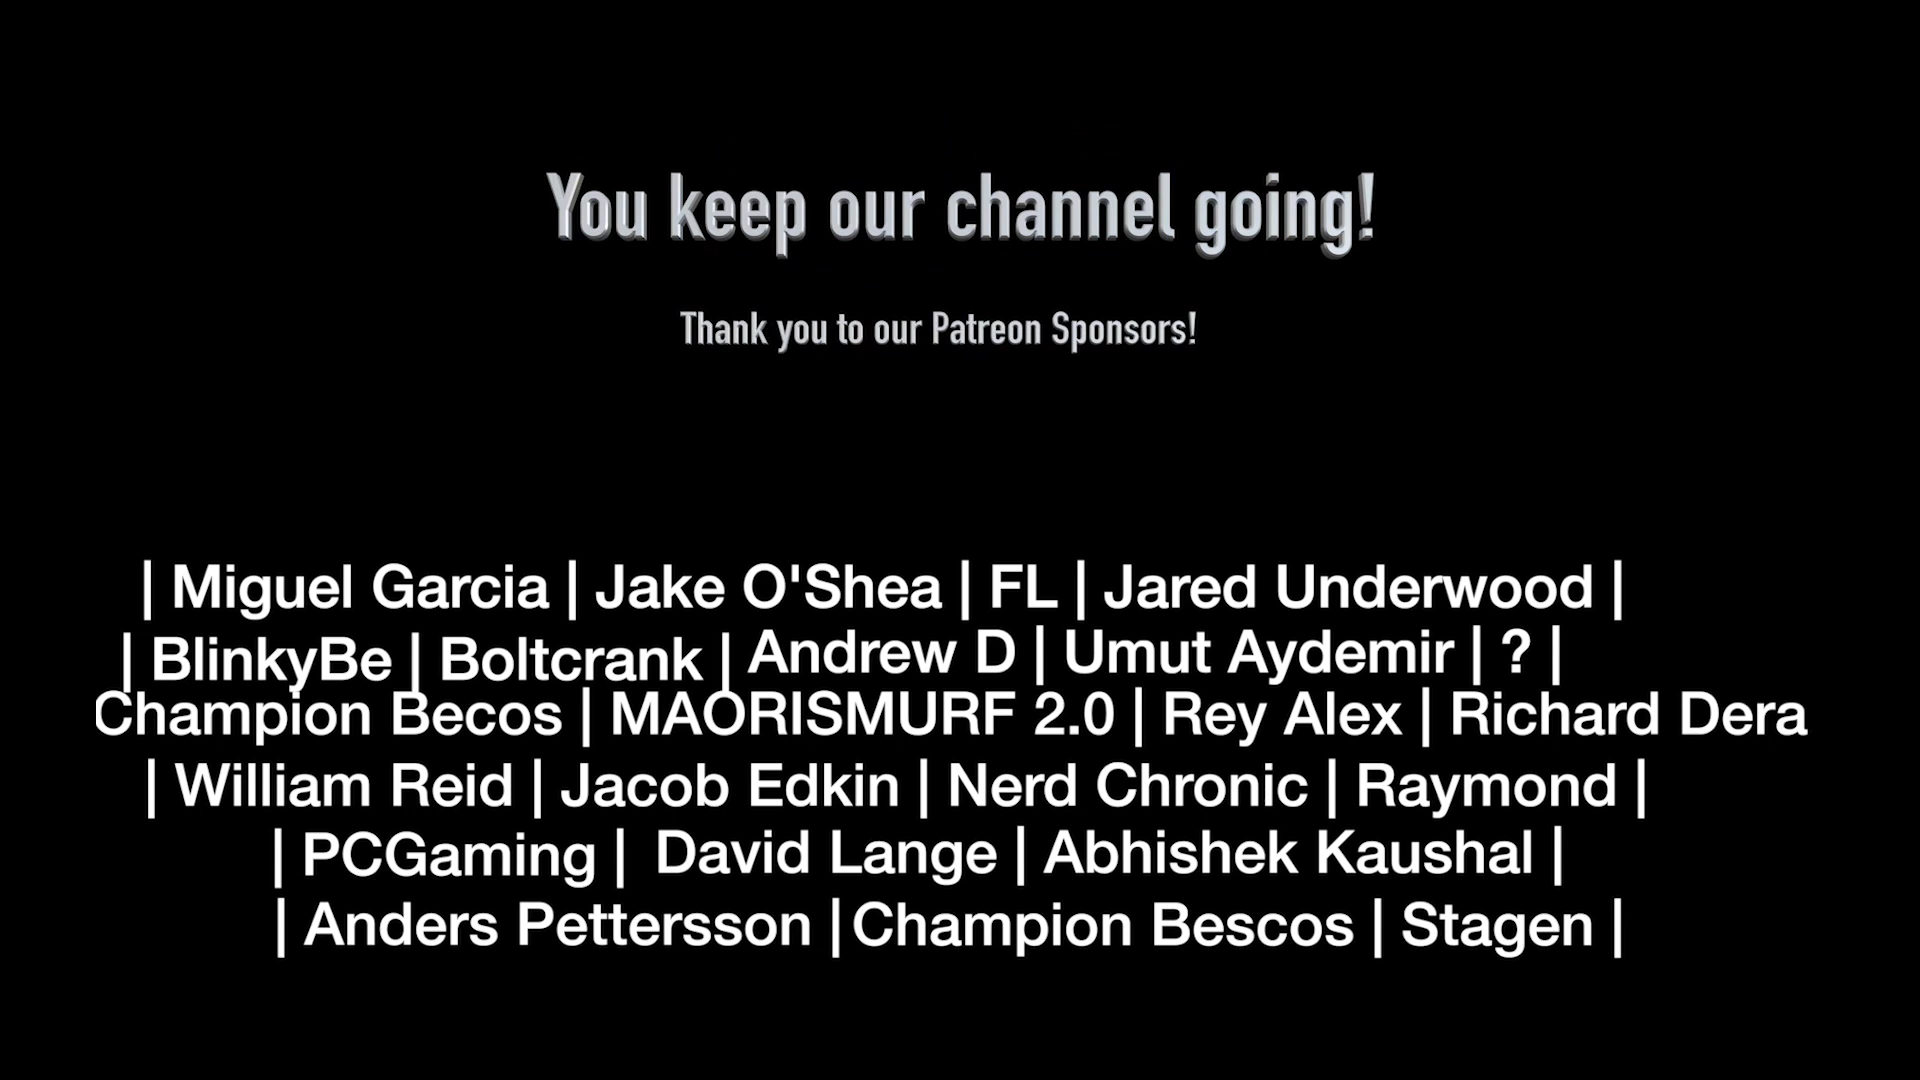 You keep our channel going!
Thank you to our Patreon Sponsors!
| Miguel Garcia | Jake O'Shea | FL | Jared Underwood |
| BlinkyBe | Boltcrank | Andrew D | Umut Aydemir | ? |
Champion Becos | MAORISMURF 2.0 | Rey Alex | Richard Dera
| William Reid | Jacob Edkin | Nerd Chronic | Raymond |
| PCGaming | David Lange | Abhishek Kaushal |
| Anders Pettersson | Champion Bescos | Stagen |